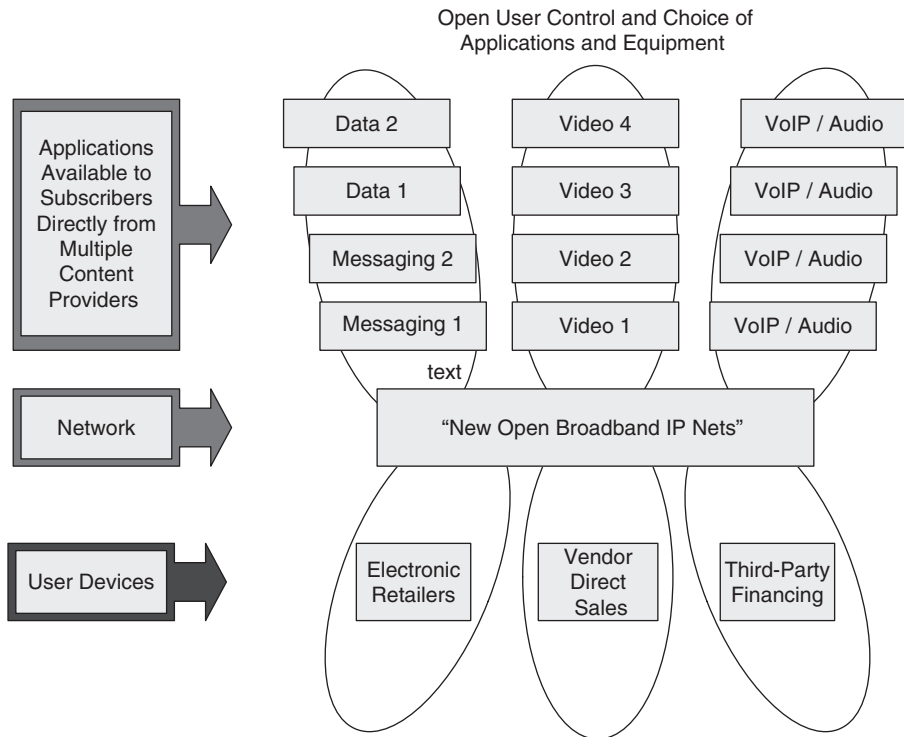 Open User Control and Choice of
Applications and Equipment
Applications
Available to
Subscribers
Directly from
Multiple
Content
Providers
Data 2
Video 4
VoIP / Audio
Data 1
Video 3
VoIP / Audio
Messaging 2
Video 2
VoIP / Audio
Messaging 1
Video 1
VoIP / Audio
text
Network
“New Open Broadband IP Nets”
User Devices
Electronic
Retailers
Vendor
Direct
Sales
Third-Party
Financing